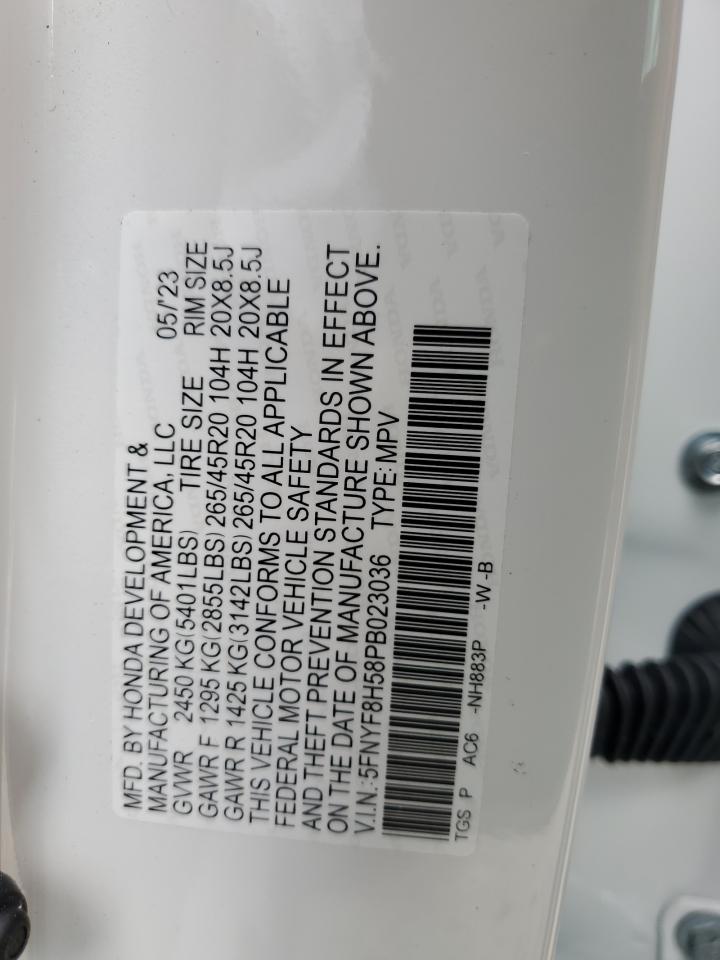 MFD. BY HONDA DEVELOPMENT &
MANUFACTURING OF AMERICA, LLC 05/'23
GVWR 2450 KG(5401LBS) TIRE SIZE RIM SIZE
GAWR F 1295 KG(2855LBS)265/45R20 104H 20X8.5J
GAWR R 1425 KG(3142LBS)265/45R20 104H 20X8.5J
THIS VEHICLE CONFORMS TO ALL APPLICABLE
FEDERAL MOTOR VEHICLE SAFETY
AND THEFT PREVENTION STANDARDS IN EFFECT
ON THE DATE OF MANUFACTURE SHOWN ABOVE.
V.I.N.:5FNYF8H58PB023036 TYPE: MPV
TGS P AC6 -NH883P -W -B